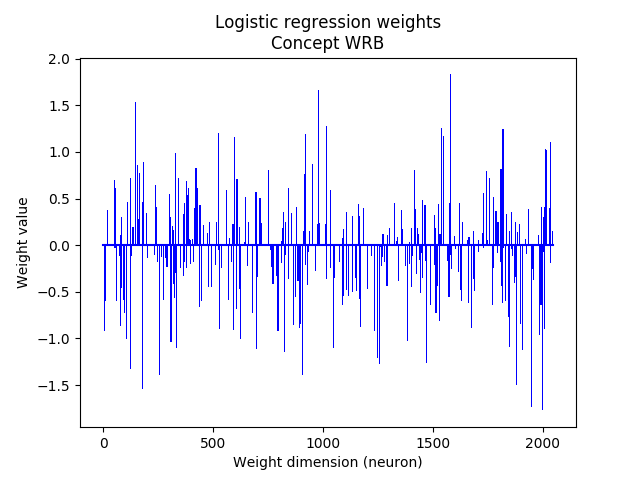 Logistic regression weights
Concept WRB
2.0
1.5
1.0
0.5
0.0
−0.5
−1.0
−1.5
Weight value
0 500 1000 1500 2000
Weight dimension (neuron)